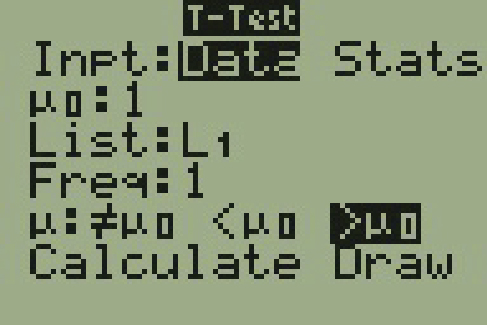 T-Test
Inpt:Data Stats
μ₀:1
List:L₁
Freq:1
μ:≠μ₀ <μ₀ >μ₀
Calculate Draw